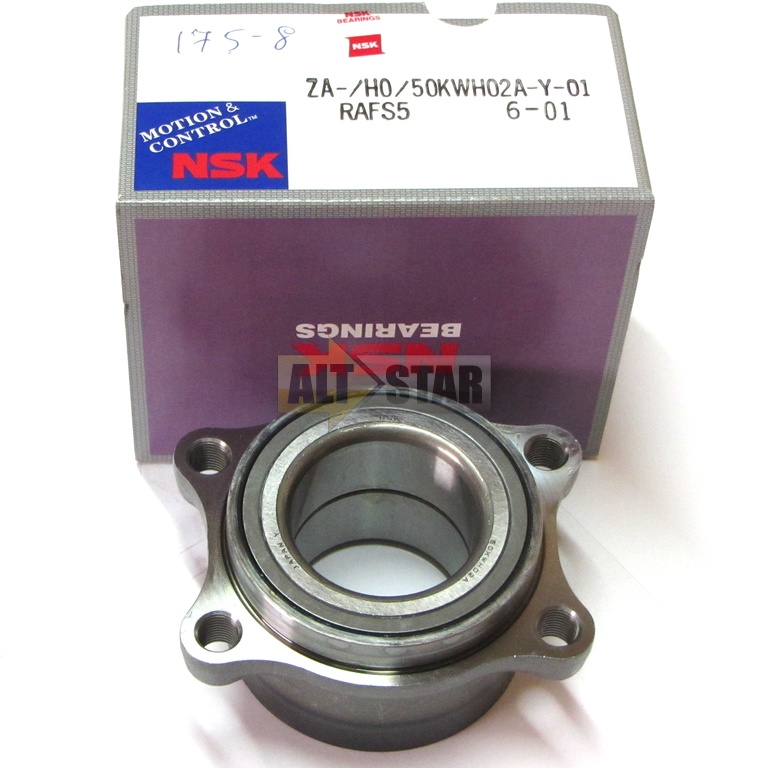 NSK
BEARINGS
NSK
175-8
ZA-/HO/50KWH02A-Y-01
RAFS5 6-01
MOTION &
CONTROL™
NSK
BEARINGS
NSK
ALT STAR
NSK
JAPAN Y
50KWH02A